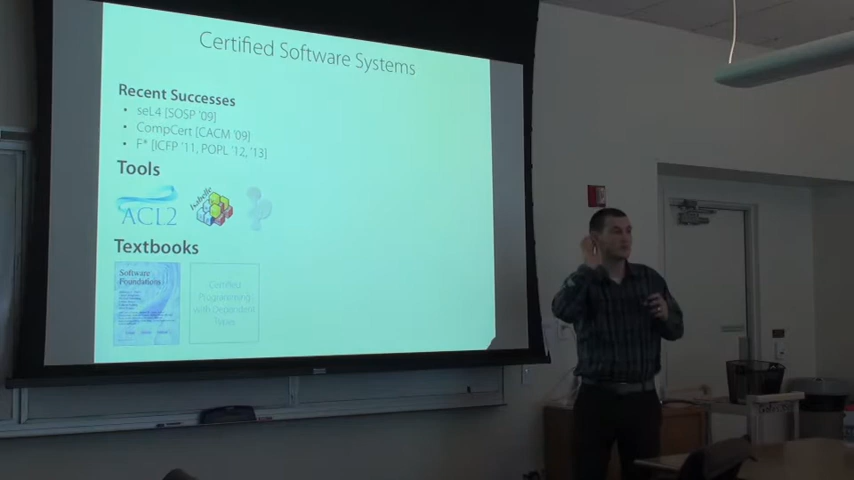 Certified Software Systems
Recent Successes
• seL4 [SOSP '09]
• CompCert [CACM '09]
• F* [ICFP '11, POPL '12, '13]
Tools
ACL2
Isabelle
Textbooks
Software
Foundations
Certified
Programming
with Dependent
Types